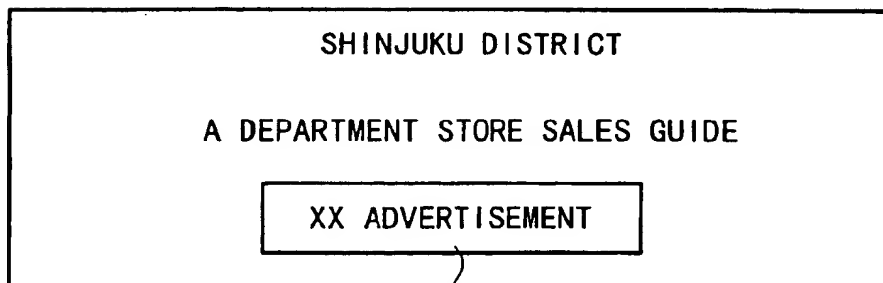 SHINJUKU DISTRICT
A DEPARTMENT STORE SALES GUIDE
XX ADVERTISEMENT